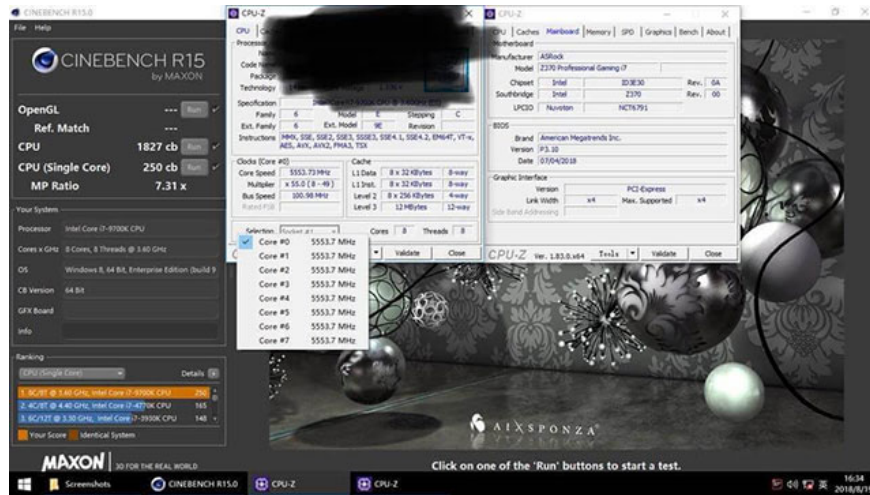 CINEBENCH R15.0
File Help
CINEBENCH R15
by MAXON
OpenGL --- Run
Ref. Match ---
CPU 1827 cb Run
CPU (Single Core) 250 cb Run
MP Ratio 7.31 x
Your System
Processor Intel Core i7-9700K CPU
Cores x GHz 8 Cores, 8 Threads @ 3.60 GHz
OS Windows 8, 64 Bit, Enterprise Edition (build 9
CB Version 64 Bit
GFX Board
Info
Ranking
CPU (Single Core) Details
1. 8C/8T @ 3.60 GHz, Intel Core i7-9700K CPU 250
2. 4C/8T @ 4.40 GHz, Intel Core i7-4770K CPU 165
3. 6C/12T @ 3.30 GHz, Intel Core i7-3930K CPU 148
Your Score Identical System
MAXON 3D FOR THE REAL WORLD
CPU-Z
CPU
Processor
Code Name
Package
Technology
Specification
Family 6 Model E Stepping C
Ext. Family 6 Ext. Model 9E Revision
Instructions MMX, SSE, SSE2, SSE3, SSSE3, SSE4.1, SSE4.2, EM64T, VT-x,
AES, AVX, AVX2, FMA3, TSX
Clocks (Core #0) Cache
Core Speed 5553.73 MHz L1 Data 8 x 32 KBytes 8-way
Multiplier x 55.0 ( 8 - 49 ) L1 Inst. 8 x 32 KBytes 8-way
Bus Speed 100.98 MHz Level 2 8 x 256 KBytes 4-way
Rated FSB Level 3 12 MBytes 12-way
Selection Socket #1 Cores 8 Threads 8
Validate Close
Core #0 5553.7 MHz
Core #1 5553.7 MHz
Core #2 5553.7 MHz
Core #3 5553.7 MHz
Core #4 5553.7 MHz
Core #5 5553.7 MHz
Core #6 5553.7 MHz
Core #7 5553.7 MHz
CPU-Z
CPU Caches Mainboard Memory SPD Graphics Bench About
Motherboard
Manufacturer ASRock
Model Z370 Professional Gaming i7
Chipset Intel ID3E30 Rev. 0A
Southbridge Intel Z370 Rev. 00
LPCIO Nuvoton NCT6791
BIOS
Brand American Megatrends Inc.
Version P3.10
Date 07/04/2018
Graphic Interface
Version PCI-Express
Link Width x4 Max. Supported x4
Side Band Addressing
CPU-Z Ver. 1.83.0.x64 Tools Validate Close
AIXSPONZA
Click on one of the 'Run' buttons to start a test.
Screenshots CINEBENCH R15.0 CPU-Z CPU-Z
英 16:34